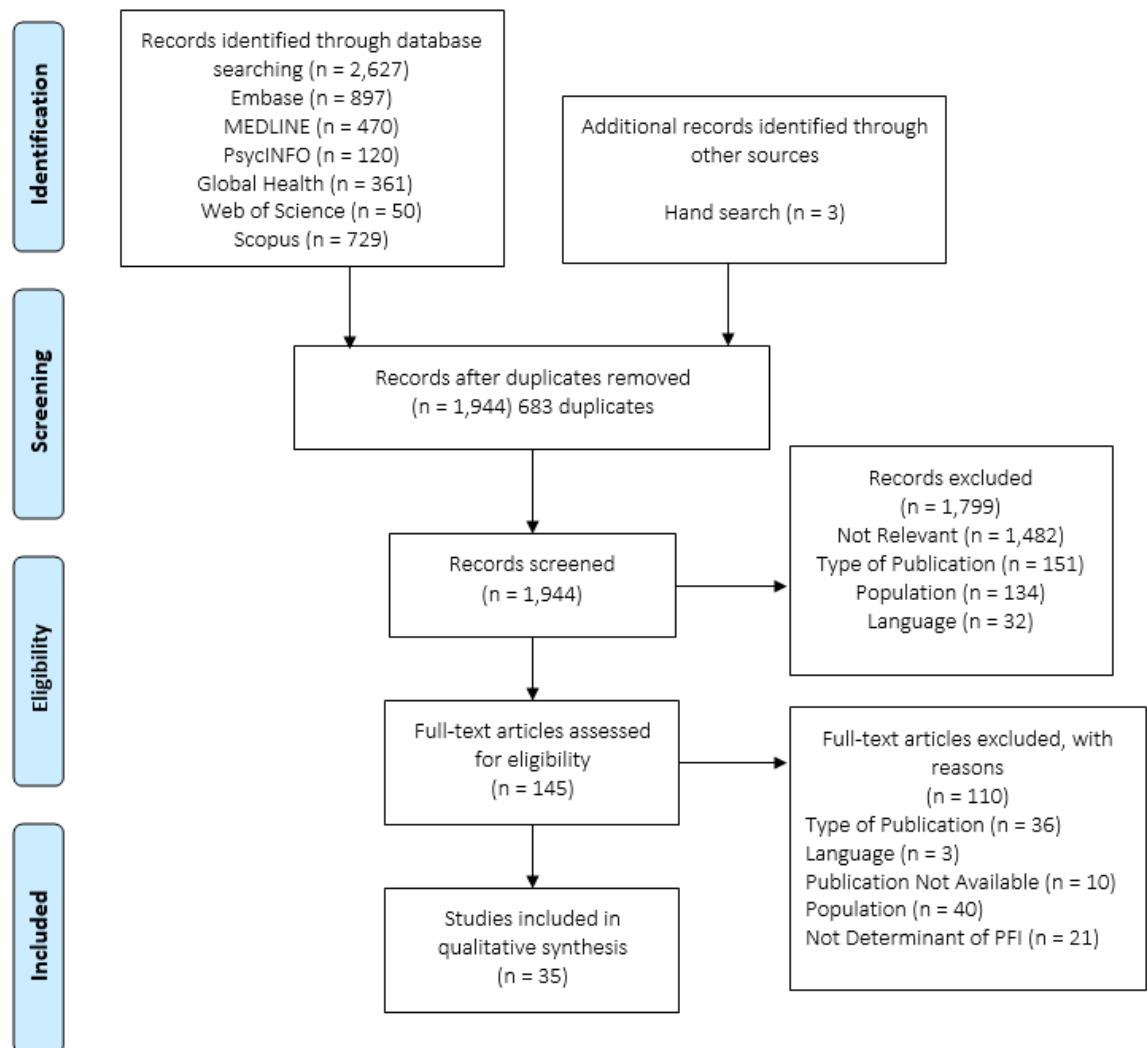 Identification
Records identified through database
searching (n = 2,627)
Embase (n = 897)
MEDLINE (n = 470)
PsycINFO (n = 120)
Global Health (n = 361)
Web of Science (n = 50)
Scopus (n = 729)
Additional records identified through
other sources
Hand search (n = 3)
Screening
Records after duplicates removed
(n = 1,944) 683 duplicates
Records screened
(n = 1,944)
Records excluded
(n = 1,799)
Not Relevant (n = 1,482)
Type of Publication (n = 151)
Population (n = 134)
Language (n = 32)
Eligibility
Full-text articles assessed
for eligibility
(n = 145)
Full-text articles excluded, with
reasons
(n = 110)
Type of Publication (n = 36)
Language (n = 3)
Publication Not Available (n = 10)
Population (n = 40)
Not Determinant of PFI (n = 21)
Included
Studies included in
qualitative synthesis
(n = 35)